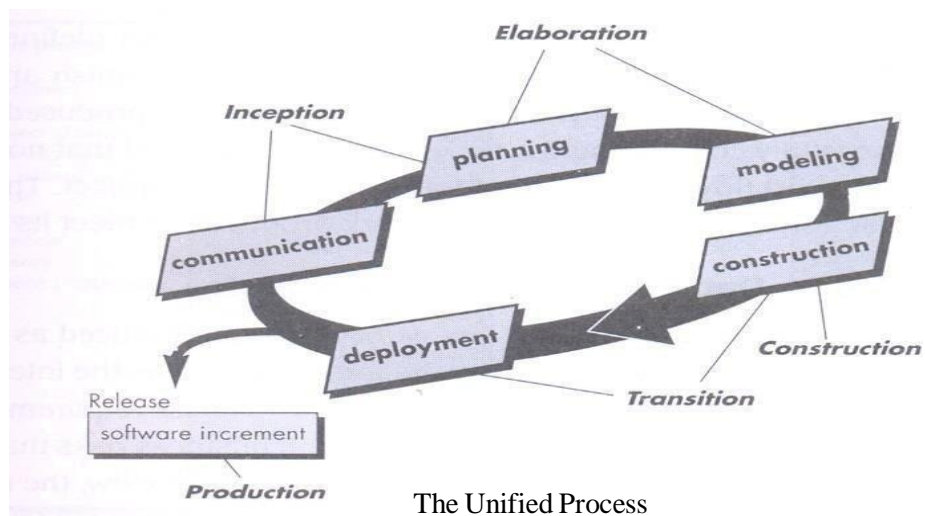 Elaboration
Inception
planning
modeling
communication
construction
deployment
Construction
Transition
Release
software increment
Production
The Unified Process